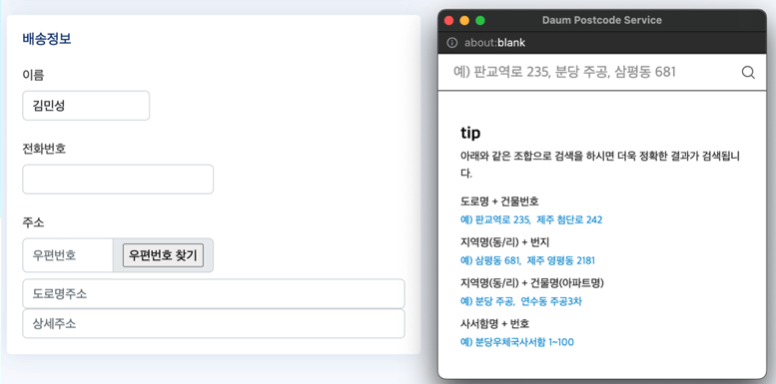 배송정보
이름
김민성
전화번호
주소
우편번호
우편번호 찾기
도로명주소
상세주소
Daum Postcode Service
about:blank
예) 판교역로 235, 분당 주공, 삼평동 681
tip
아래와 같은 조합으로 검색을 하시면 더욱 정확한 결과가 검색됩니
다.
도로명 + 건물번호
예) 판교역로 235, 제주 첨단로 242
지역명(동/리) + 번지
예) 삼평동 681, 제주 영평동 2181
지역명(동/리) + 건물명(아파트명)
예) 분당 주공, 연수동 주공3차
사서함명 + 번호
예) 분당우체국사서함 1~100